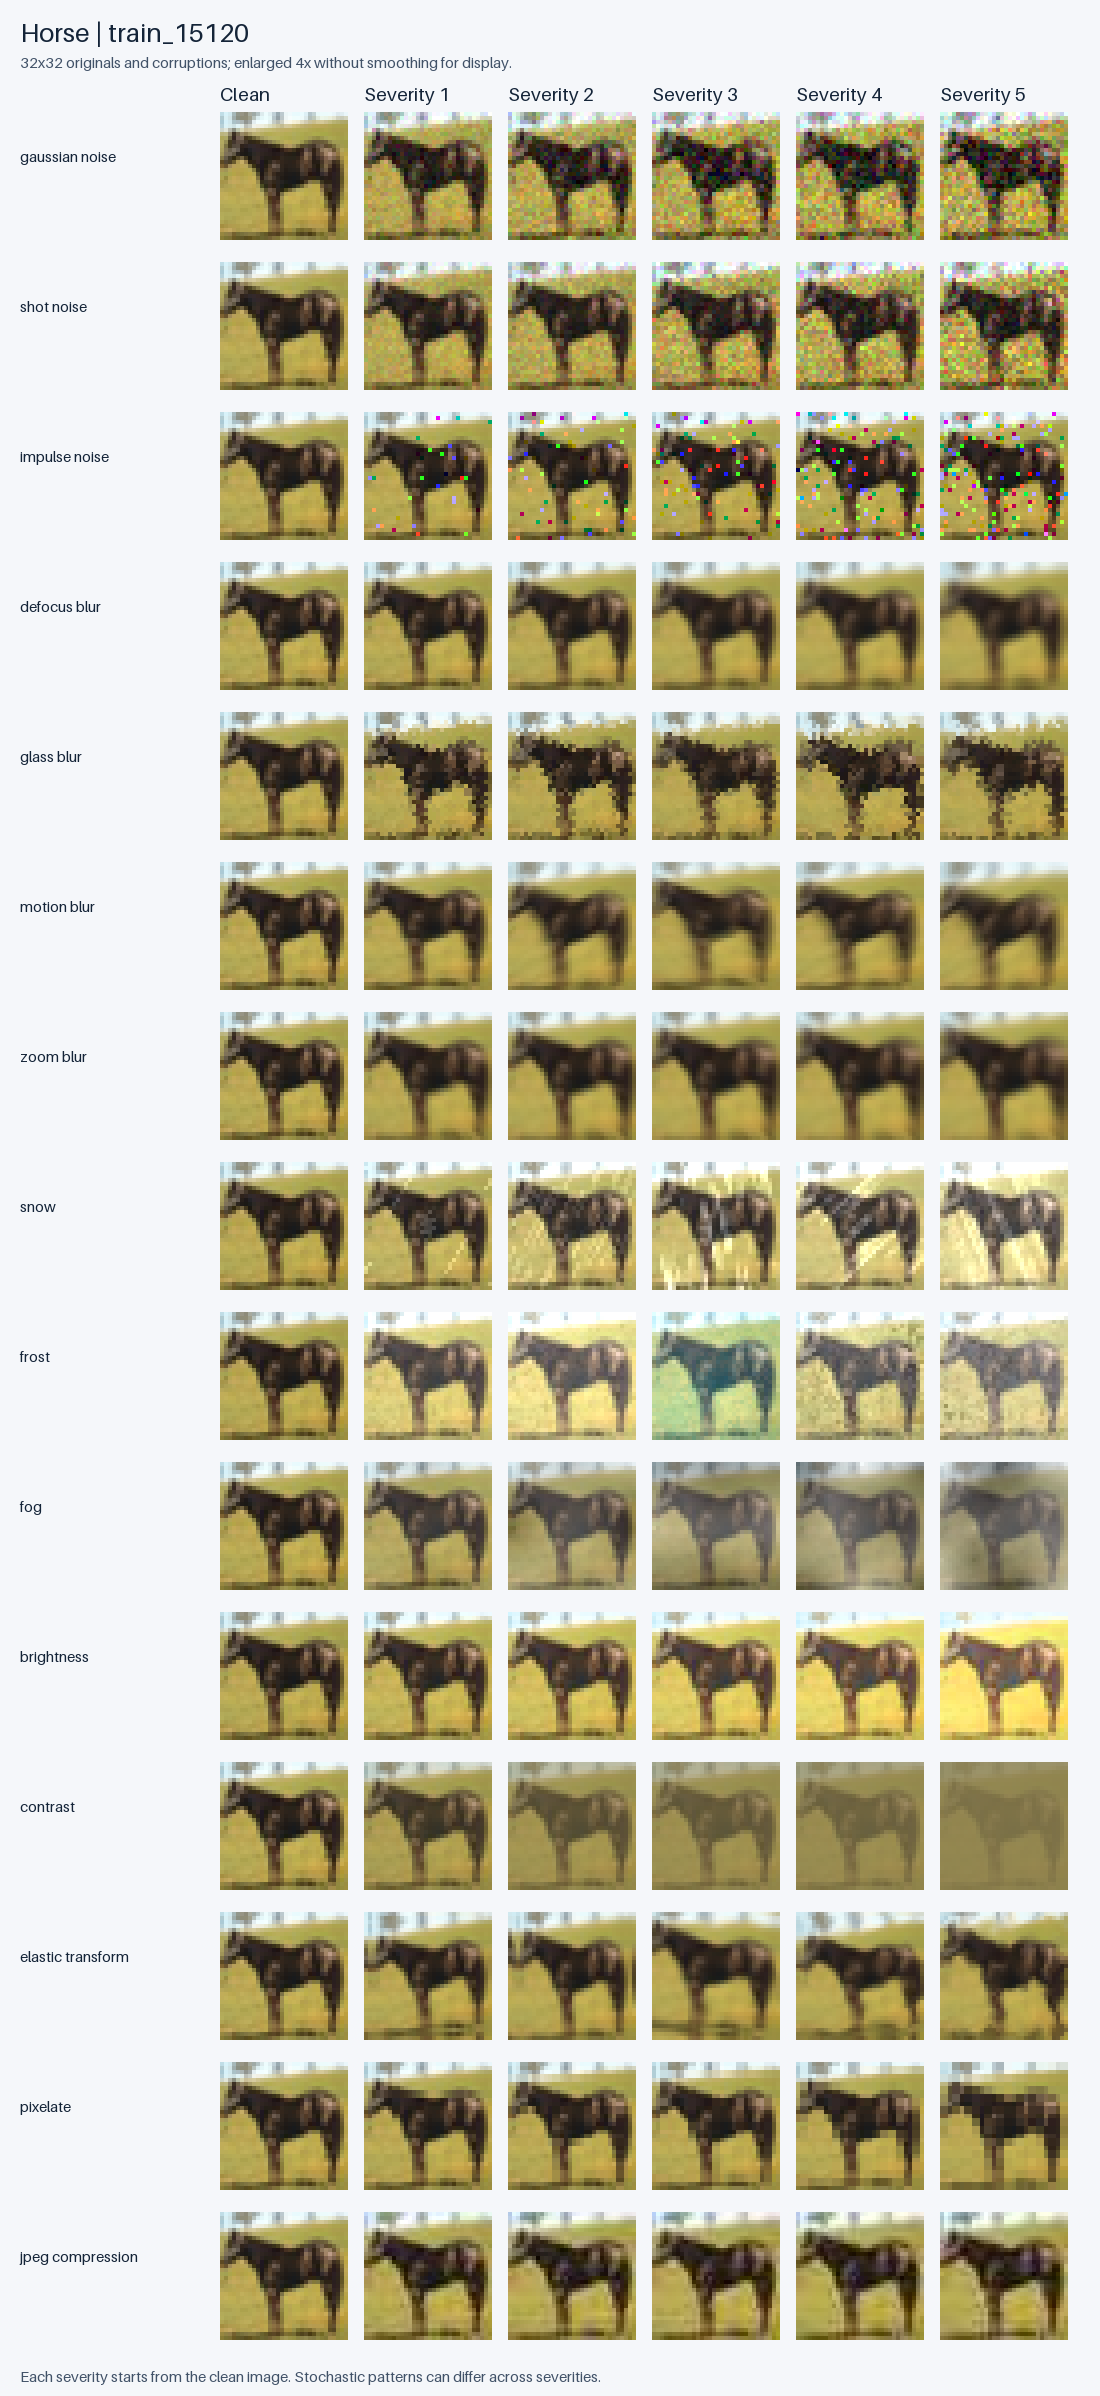 Horse | train_15120
32x32 originals and corruptions; enlarged 4x without smoothing for display.
Clean Severity 1 Severity 2 Severity 3 Severity 4 Severity 5
gaussian noise
shot noise
impulse noise
defocus blur
glass blur
motion blur
zoom blur
snow
frost
fog
brightness
contrast
elastic transform
pixelate
jpeg compression
Each severity starts from the clean image. Stochastic patterns can differ across severities.